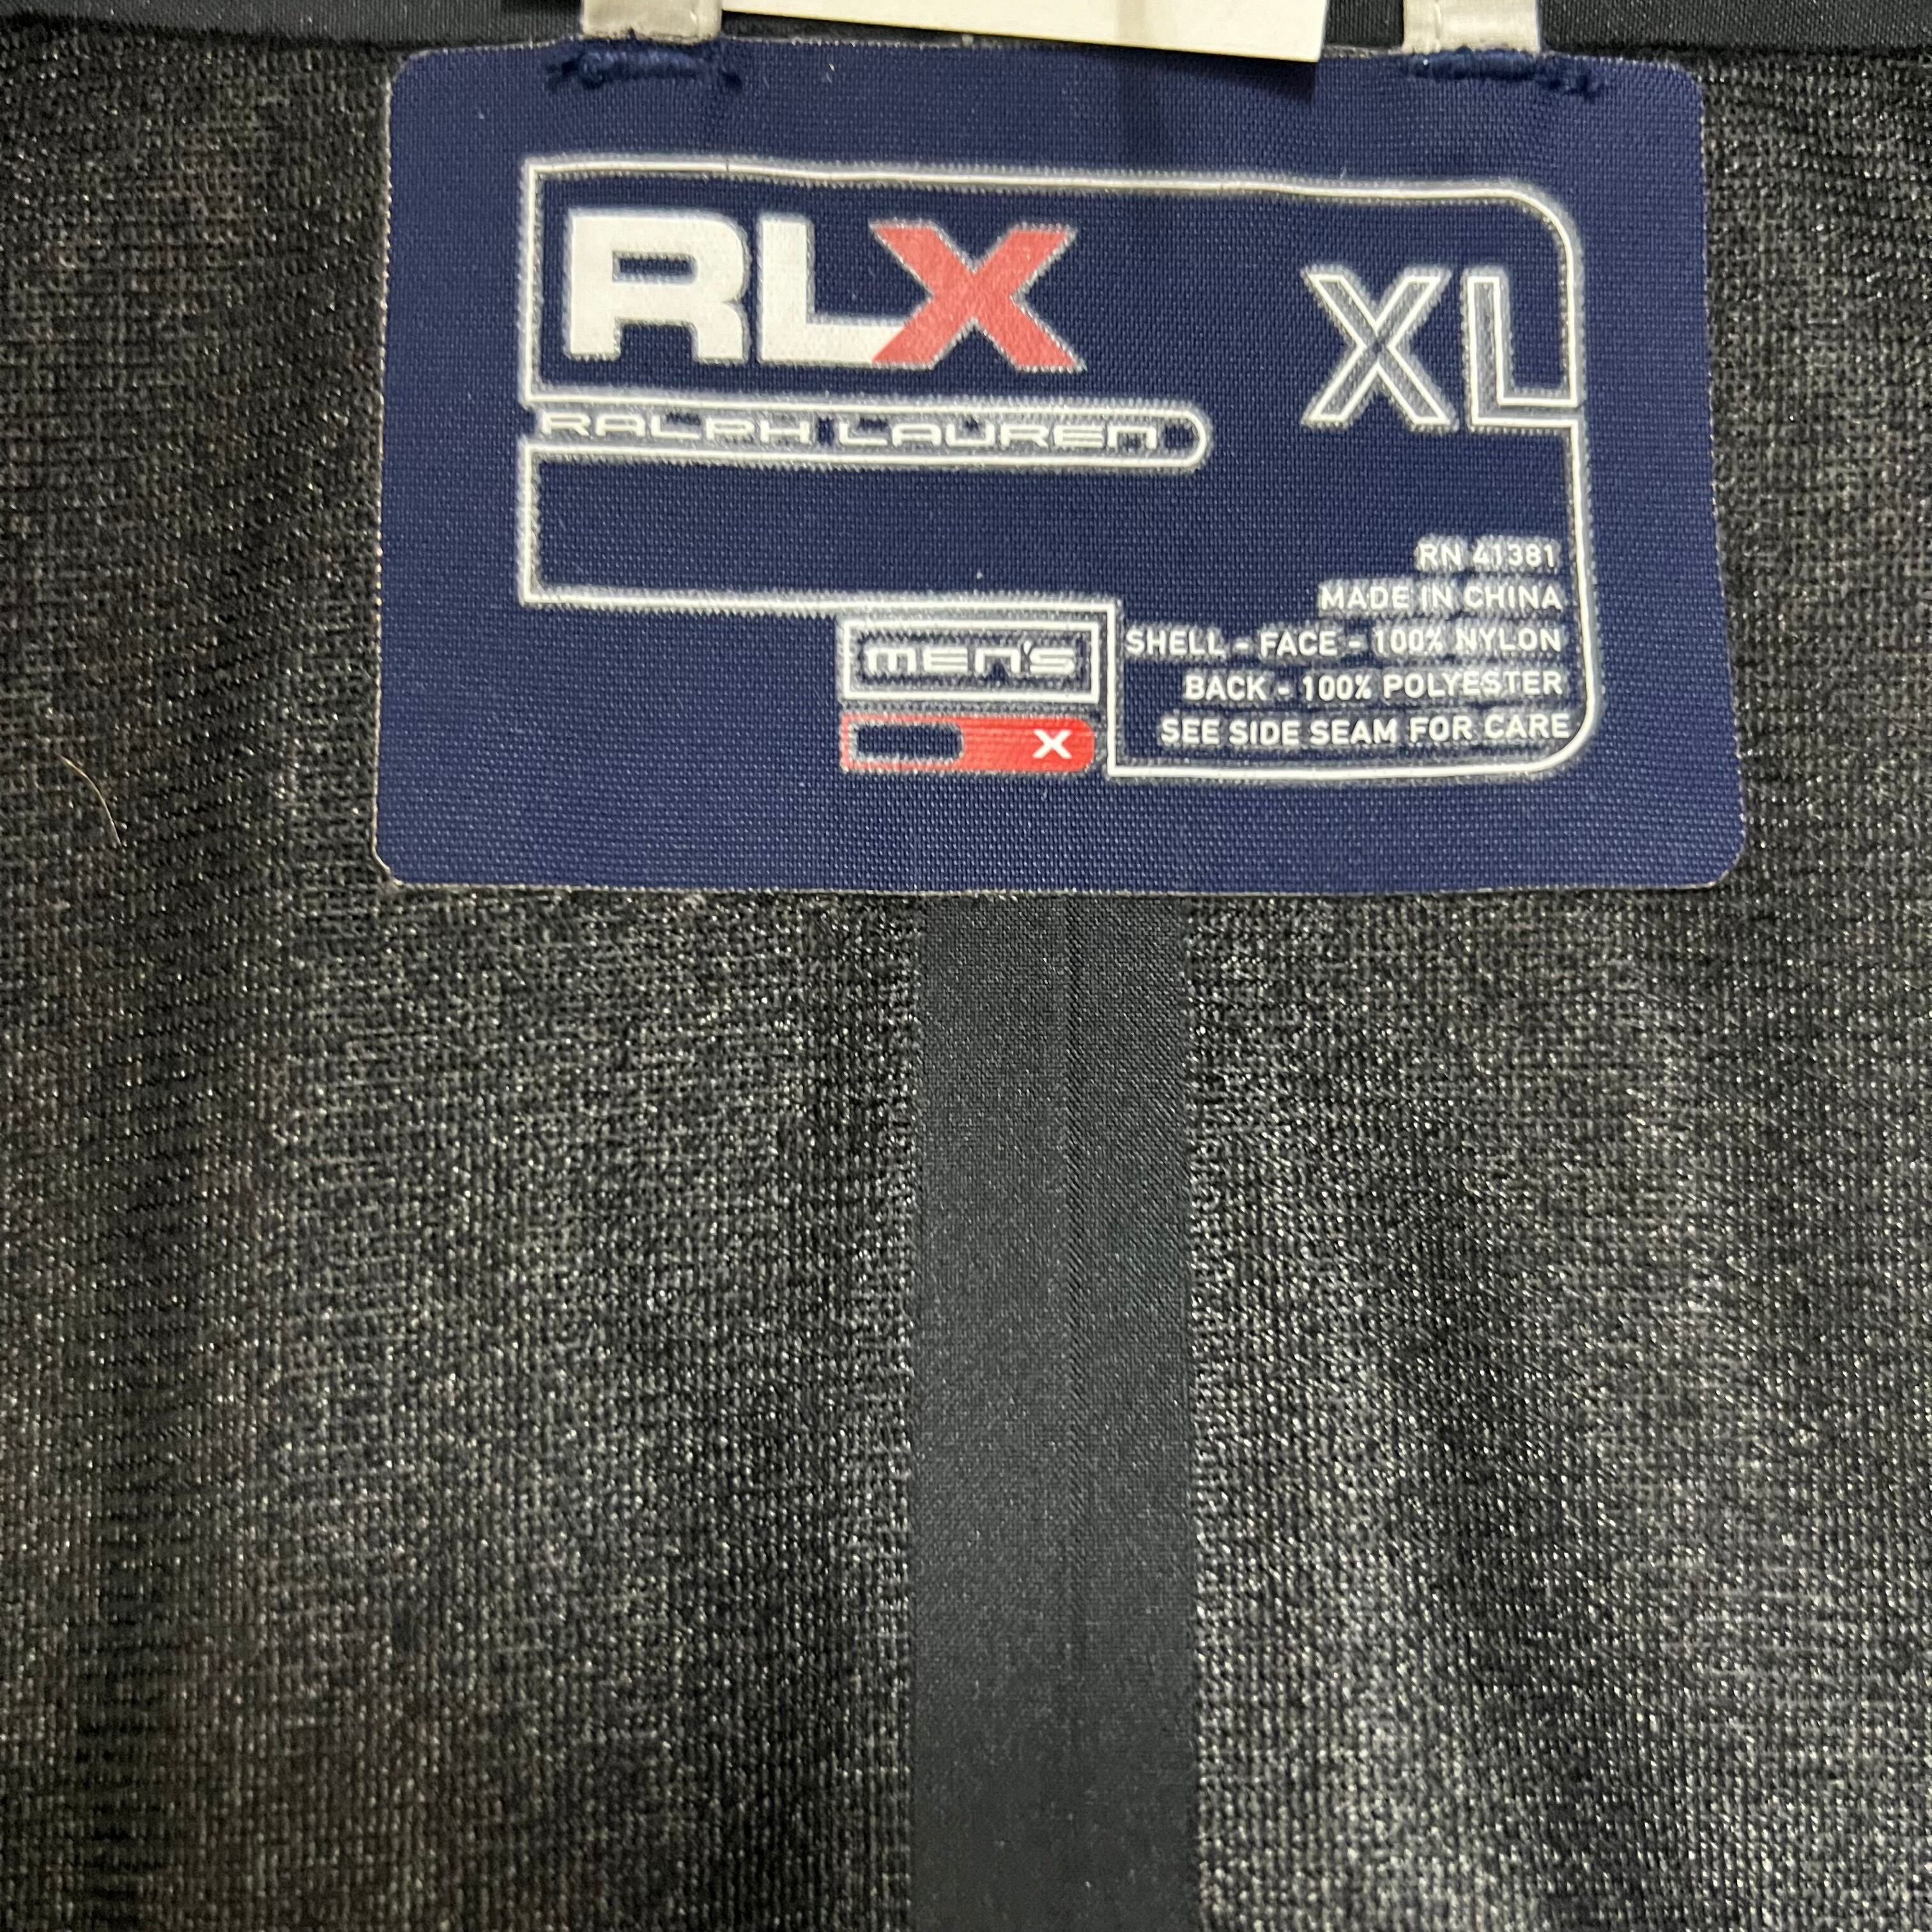 RLX
XL
RALPH LAUREN
RN 41381
MADE IN CHINA
SHELL - FACE - 100% NYLON
BACK - 100% POLYESTER
SEE SIDE SEAM FOR CARE
MEN'S
X